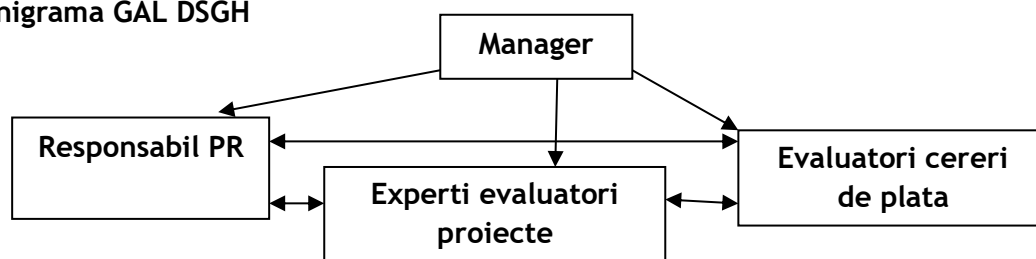 nigrama GAL DSGH
Manager
Responsabil PR
Experti evaluatori
proiecte
Evaluatori cereri
de plata